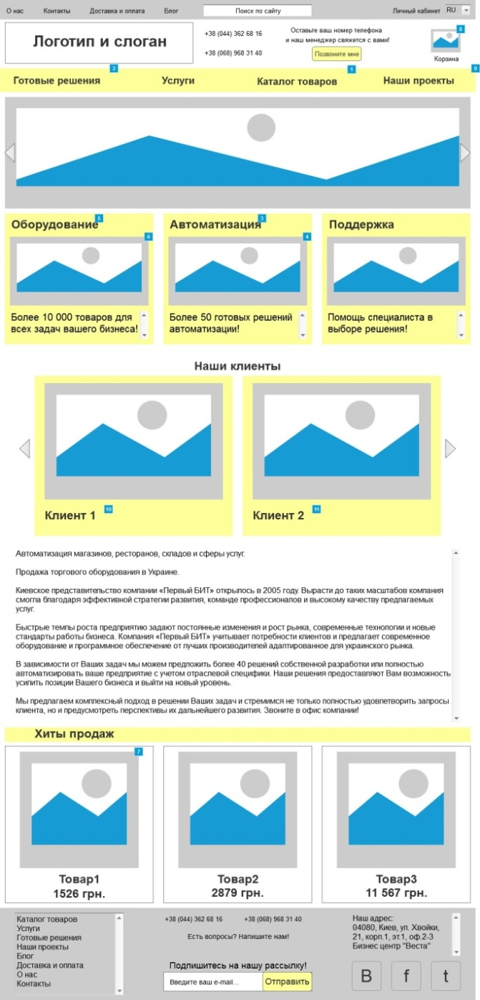 О нас Контакты Доставка и оплата Блог Поиск по сайту Личный кабинет RU
Логотип и слоган
+38 (044) 362 68 16
+38 (068) 968 31 40
Оставьте ваш номер телефона
и наш менеджер свяжется с вами!
Позвоните мне
8
Корзина
2 1 9
Готовые решения Услуги Каталог товаров Наши проекты
5
Оборудование
6
Более 10 000 товаров для
всех задач вашего бизнеса!
3
Автоматизация
4
Более 50 готовых решений
автоматизации!
Поддержка
Помощь специалиста в
выборе решения!
Наши клиенты
Клиент 1 10
Клиент 2 11
Автоматизация магазинов, ресторанов, складов и сферы услуг.
Продажа торгового оборудования в Украине.
Киевское представительство компании «Первый БИТ» открылось в 2005 году. Вырасти до таких масштабов компания
смогла благодаря эффективной стратегии развития, команде профессионалов и высокому качеству предлагаемых
услуг.
Быстрые темпы роста предприятию задают постоянные изменения и рост рынка, современные технологии и новые
стандарты работы бизнеса. Компания «Первый БИТ» учитывает потребности клиентов и предлагает современное
оборудование и программное обеспечение от лучших производителей адаптированное для украинского рынка.
В зависимости от Ваших задач мы можем предложить более 40 решений собственной разработки или полностью
автоматизировать ваше предприятие с учетом отраслевой специфики. Наши решения предоставляют Вам возможность
усилить позиции Вашего бизнеса и выйти на новый уровень.
Мы предлагаем комплексный подход в решении Ваших задач и стремимся не только полностью удовлетворить запросы
клиента, но и предусмотреть перспективы их дальнейшего развития. Звоните в офис компании!
Хиты продаж
7
Товар1
1526 грн.
Товар2
2879 грн.
Товар3
11 567 грн.
Каталог товаров
Услуги
Готовые решения
Наши проекты
Блог
Доставка и оплата
О нас
Контакты
+38 (044) 362 68 16 +38 (068) 968 31 40
Есть вопросы? Напишите нам!
Подпишитесь на нашу рассылку!
Введите ваш e-mail... Отправить
Наш адрес:
04080, Киев, ул. Хвойки,
21, корп.1, эт.1, оф.2-3
Бизнес центр "Веста"
B f t